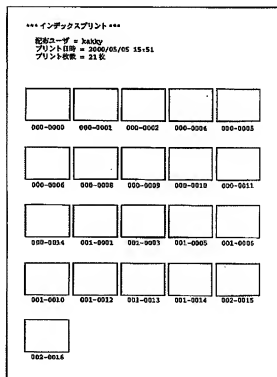 *** インデックスプリント ***
配布ユーザ = kakky
プリント日時 = 2000/05/05 15:51
プリント枚数 = 21 枚
000-0000 000-0001 000-0002 000-0004 000-0005
000-0006 000-0008 000-0009 000-0010 000-0011
000-0014 001-0001 001-0003 001-0005 001-0006
001-0010 001-0012 001-0013 001-0014 002-0015
002-0016